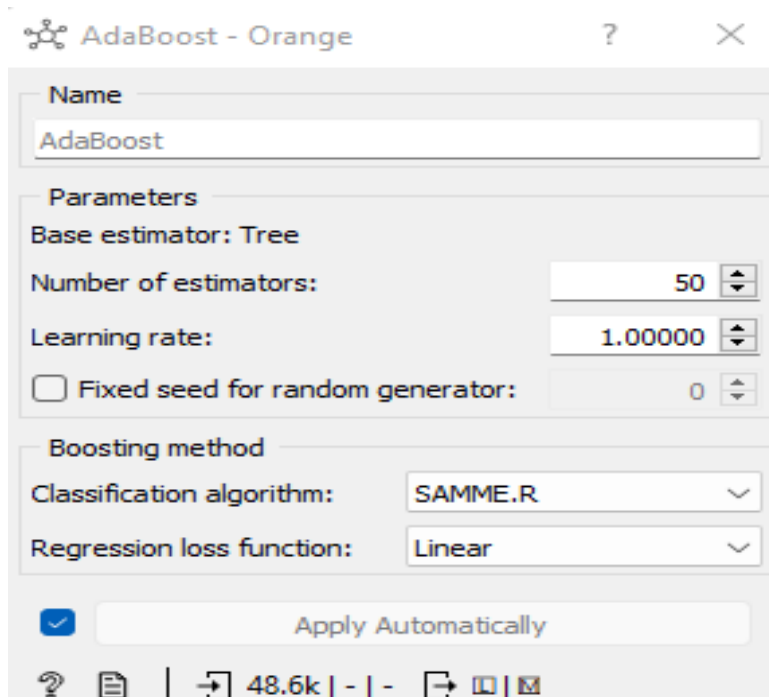 AdaBoost - Orange ? ×
Name
AdaBoost
Parameters
Base estimator: Tree
Number of estimators: 50
Learning rate: 1.00000
Fixed seed for random generator: 0
Boosting method
Classification algorithm: SAMME.R
Regression loss function: Linear
Apply Automatically
? | 48.6k | - | - L | M